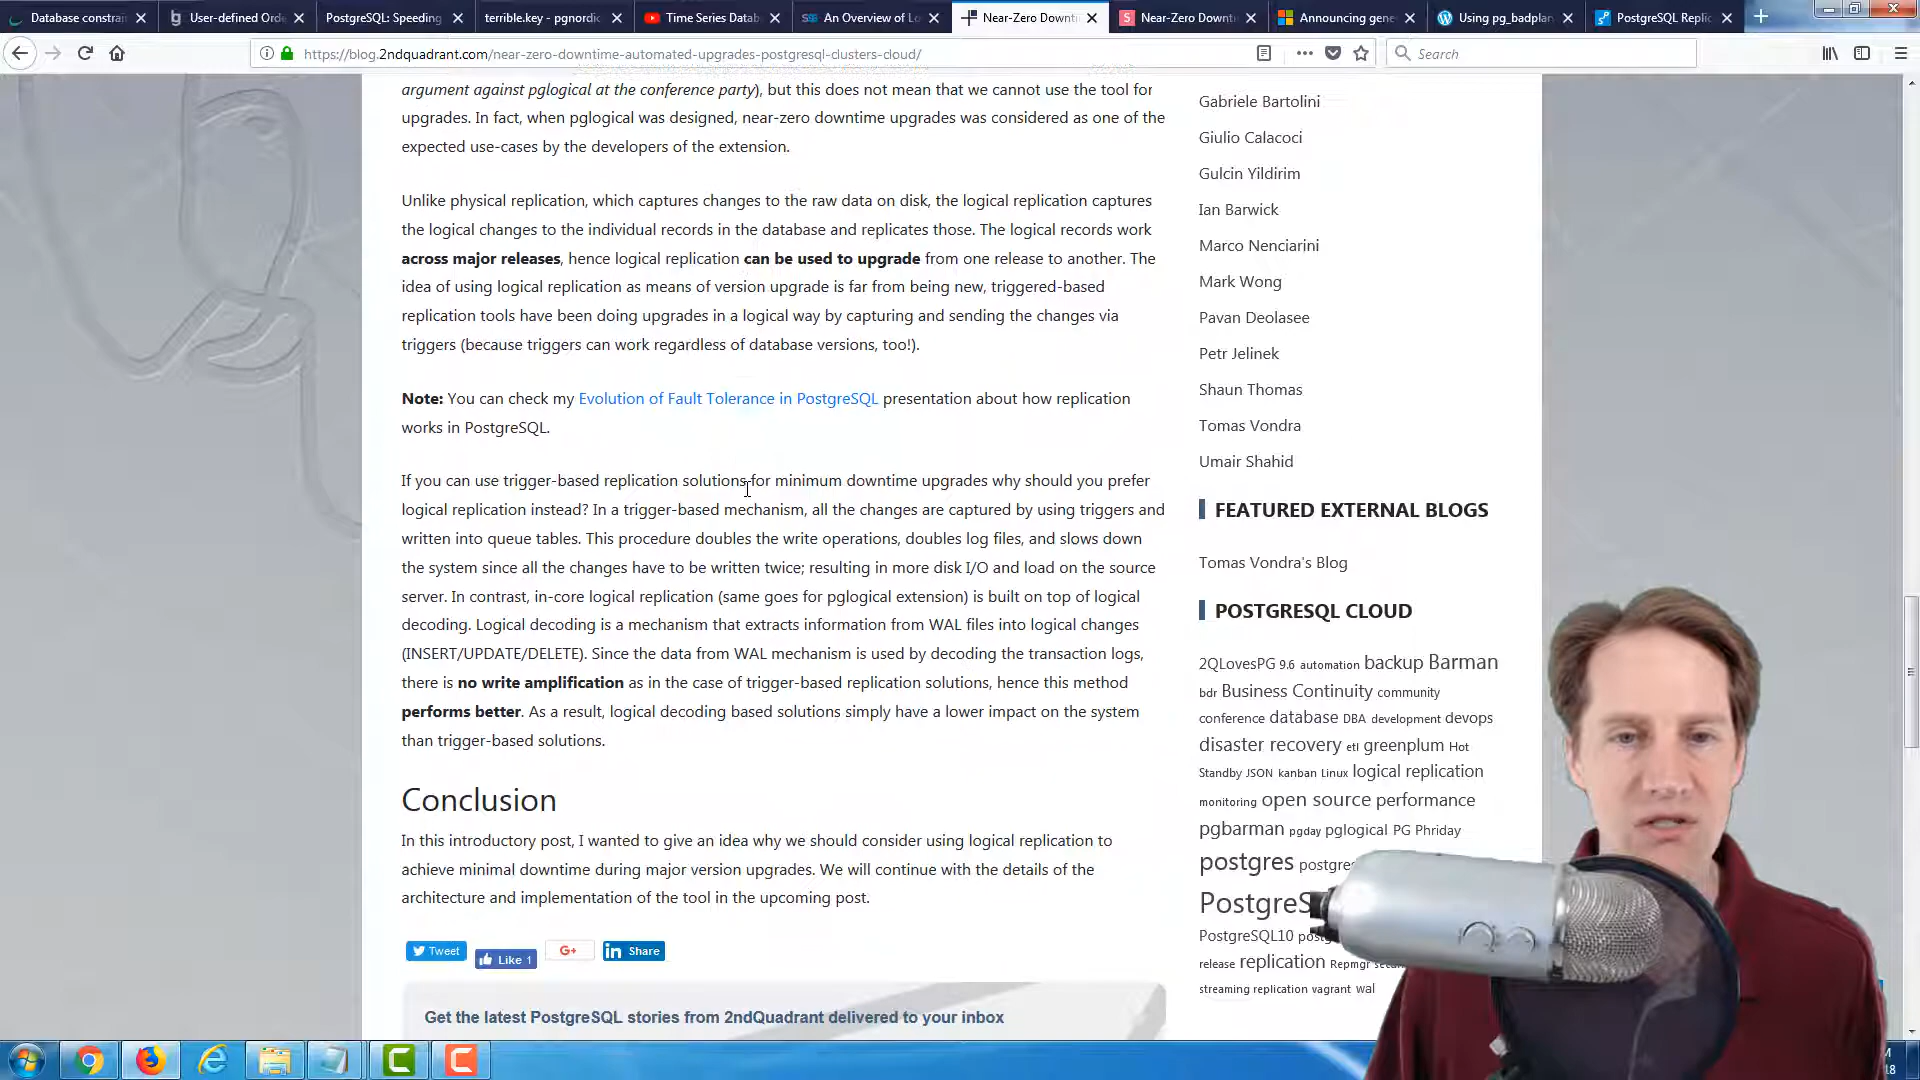 Database constrai
User-defined Orde
PostgreSQL: Speeding
terrible.key - pgnordic
Time Series Datab
An Overview of Lo
Near-Zero Downti
Near-Zero Downti
Announcing gene
Using pg_badplan
PostgreSQL Replic
https://blog.2ndquadrant.com/near-zero-downtime-automated-upgrades-postgresql-clusters-cloud/
Search
argument against pglogical at the conference party), but this does not mean that we cannot use the tool for
upgrades. In fact, when pglogical was designed, near-zero downtime upgrades was considered as one of the
expected use-cases by the developers of the extension.
Unlike physical replication, which captures changes to the raw data on disk, the logical replication captures
the logical changes to the individual records in the database and replicates those. The logical records work
across major releases, hence logical replication can be used to upgrade from one release to another. The
idea of using logical replication as means of version upgrade is far from being new, triggered-based
replication tools have been doing upgrades in a logical way by capturing and sending the changes via
triggers (because triggers can work regardless of database versions, too!).
Note: You can check my Evolution of Fault Tolerance in PostgreSQL presentation about how replication
works in PostgreSQL.
If you can use trigger-based replication solutions for minimum downtime upgrades why should you prefer
logical replication instead? In a trigger-based mechanism, all the changes are captured by using triggers and
written into queue tables. This procedure doubles the write operations, doubles log files, and slows down
the system since all the changes have to be written twice; resulting in more disk I/O and load on the source
server. In contrast, in-core logical replication (same goes for pglogical extension) is built on top of logical
decoding. Logical decoding is a mechanism that extracts information from WAL files into logical changes
(INSERT/UPDATE/DELETE). Since the data from WAL mechanism is used by decoding the transaction logs,
there is no write amplification as in the case of trigger-based replication solutions, hence this method
performs better. As a result, logical decoding based solutions simply have a lower impact on the system
than trigger-based solutions.
Conclusion
In this introductory post, I wanted to give an idea why we should consider using logical replication to
achieve minimal downtime during major version upgrades. We will continue with the details of the
architecture and implementation of the tool in the upcoming post.
Tweet
Like 1
G+
in Share
Get the latest PostgreSQL stories from 2ndQuadrant delivered to your inbox
Gabriele Bartolini
Giulio Calacoci
Gulcin Yildirim
Ian Barwick
Marco Nenciarini
Mark Wong
Pavan Deolasee
Petr Jelinek
Shaun Thomas
Tomas Vondra
Umair Shahid
FEATURED EXTERNAL BLOGS
Tomas Vondra's Blog
POSTGRESQL CLOUD
2QLovesPG 9.6 automation backup Barman
bdr Business Continuity community
conference database DBA development devops
disaster recovery etl greenplum Hot
Standby JSON kanban Linux logical replication
monitoring open source performance
pgbarman pgday pglogical PG Phriday
postgres postgres
PostgreS
PostgreSQL10 postg
release replication Repmgr secu
streaming replication vagrant wal
M
18